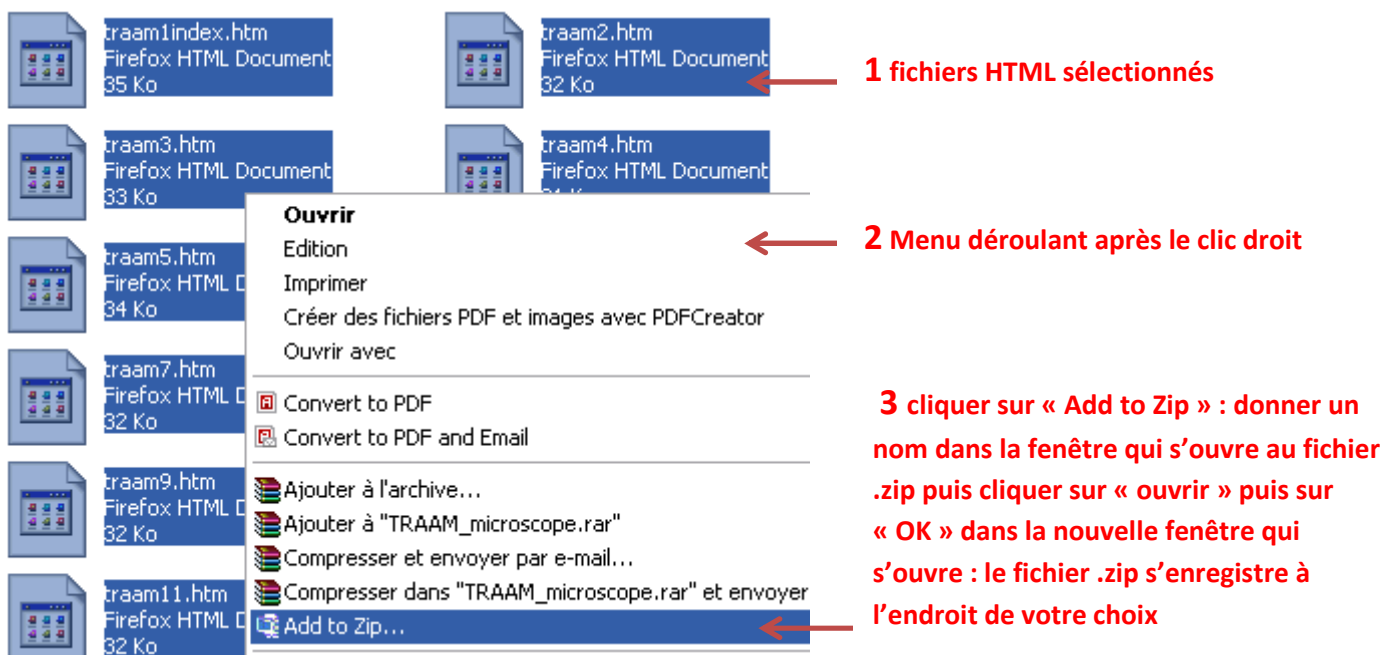 traam1index.htm
Firefox HTML Document
35 Ko
traam2.htm
Firefox HTML Document
32 Ko
1 fichiers HTML sélectionnés
traam3.htm
Firefox HTML Document
33 Ko
traam4.htm
Firefox HTML Document
traam5.htm
Firefox HTML D
34 Ko
traam7.htm
Firefox HTML D
32 Ko
traam9.htm
Firefox HTML D
32 Ko
traam11.htm
Firefox HTML D
32 Ko
Ouvrir
Edition
Imprimer
Créer des fichiers PDF et images avec PDFCreator
Ouvrir avec
Convert to PDF
Convert to PDF and Email
Ajouter à l'archive...
Ajouter à "TRAAM_microscope.rar"
Compresser et envoyer par e-mail...
Compresser dans "TRAAM_microscope.rar" et envoyer
Add to Zip...
2 Menu déroulant après le clic droit
3 cliquer sur « Add to Zip » : donner un
nom dans la fenêtre qui s’ouvre au fichier
.zip puis cliquer sur « ouvrir » puis sur
« OK » dans la nouvelle fenêtre qui
s’ouvre : le fichier .zip s’enregistre à
l’endroit de votre choix